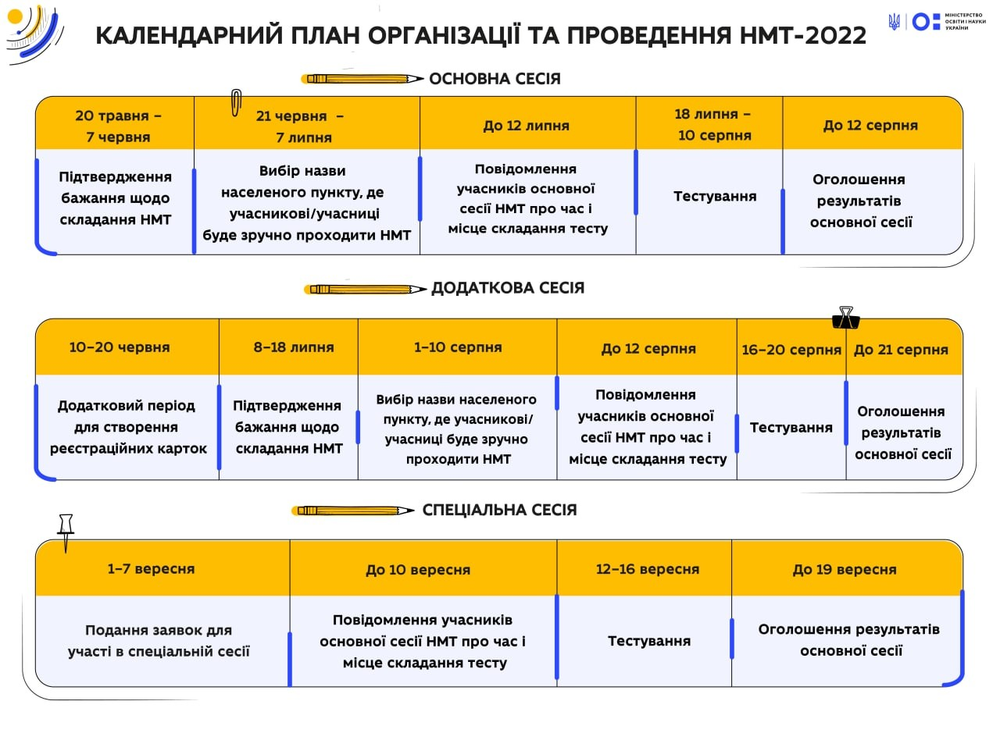 КАЛЕНДАРНИЙ ПЛАН ОРГАНІЗАЦІЇ ТА ПРОВЕДЕННЯ НМТ-2022
МІНІСТЕРСТВО
ОСВІТИ І НАУКИ
УКРАЇНИ
ОСНОВНА СЕСІЯ
20 травня –
7 червня
21 червня –
7 липня
До 12 липня
18 липня –
10 серпня
До 12 серпня
Підтвердження
бажання щодо
складання НМТ
Вибір назви
населеного пункту, де
учасникові/учасниці
буде зручно проходити НМТ
Повідомлення
учасників основної
сесії НМТ про час і
місце складання тесту
Тестування
Оголошення
результатів
основної сесії
ДОДАТКОВА СЕСІЯ
10–20 червня
8–18 липня
1–10 серпня
До 12 серпня
16–20 серпня
До 21 серпня
Додатковий період
для створення
реєстраційних карток
Підтвердження
бажання щодо
складання НМТ
Вибір назви населеного
пункту, де учасникові/
учасниці буде зручно
проходити НМТ
Повідомлення
учасників основної
сесії НМТ про час і
місце складання тесту
Тестування
Оголошення
результатів
основної сесії
СПЕЦІАЛЬНА СЕСІЯ
1–7 вересня
До 10 вересня
12–16 вересня
До 19 вересня
Подання заявок для
участі в спеціальній сесії
Повідомлення учасників
основної сесії НМТ про час і
місце складання тесту
Тестування
Оголошення результатів
основної сесії